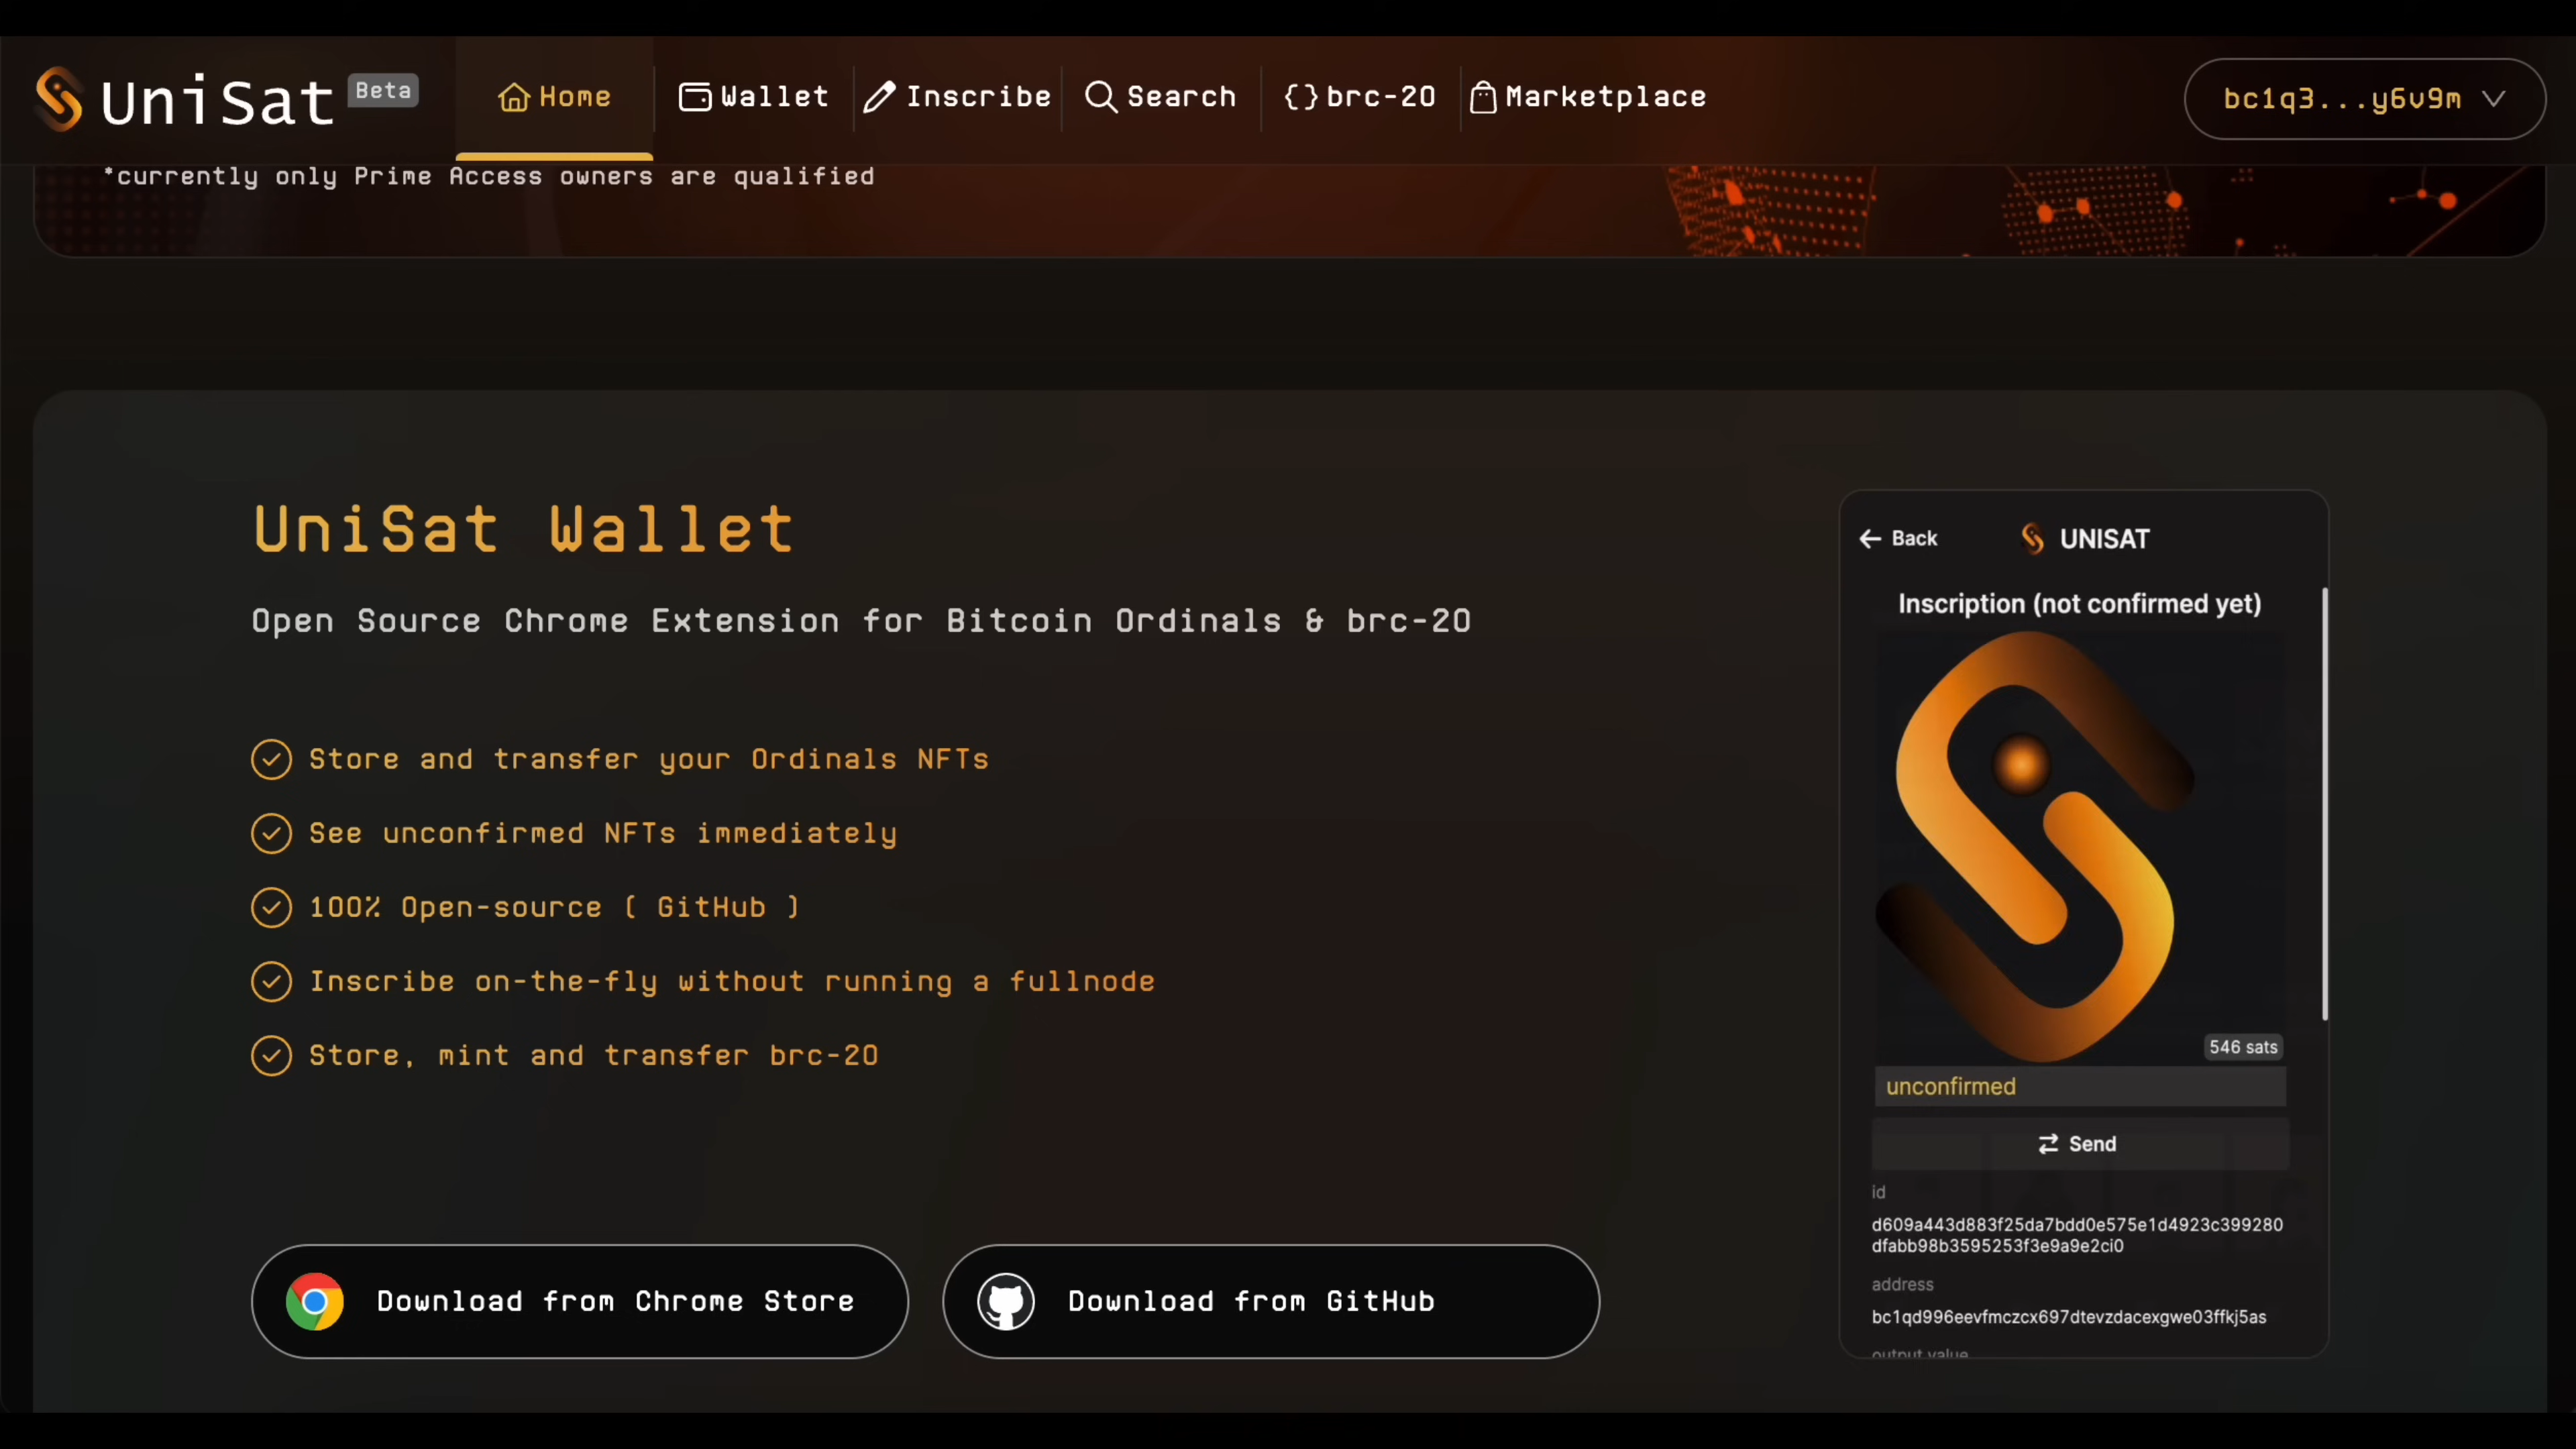 UniSat Beta Home Wallet Inscribe Search {}brc-20 Marketplace bc1q3...y6v9m
*currently only Prime Access owners are qualified
UniSat Wallet
Open Source Chrome Extension for Bitcoin Ordinals & brc-20
Store and transfer your Ordinals NFTs
See unconfirmed NFTs immediately
100% Open-source ( GitHub )
Inscribe on-the-fly without running a fullnode
Store, mint and transfer brc-20
Download from Chrome Store Download from GitHub
Back UNISAT
Inscription (not confirmed yet)
546 sats
unconfirmed
Send
id
d609a443d883f25da7bdd0e575e1d4923c399280
dfabb98b3595253f3e9a9e2ci0
address
bc1qd996eevfmczcx697dtevzdacexgwe03ffkj5as
output value